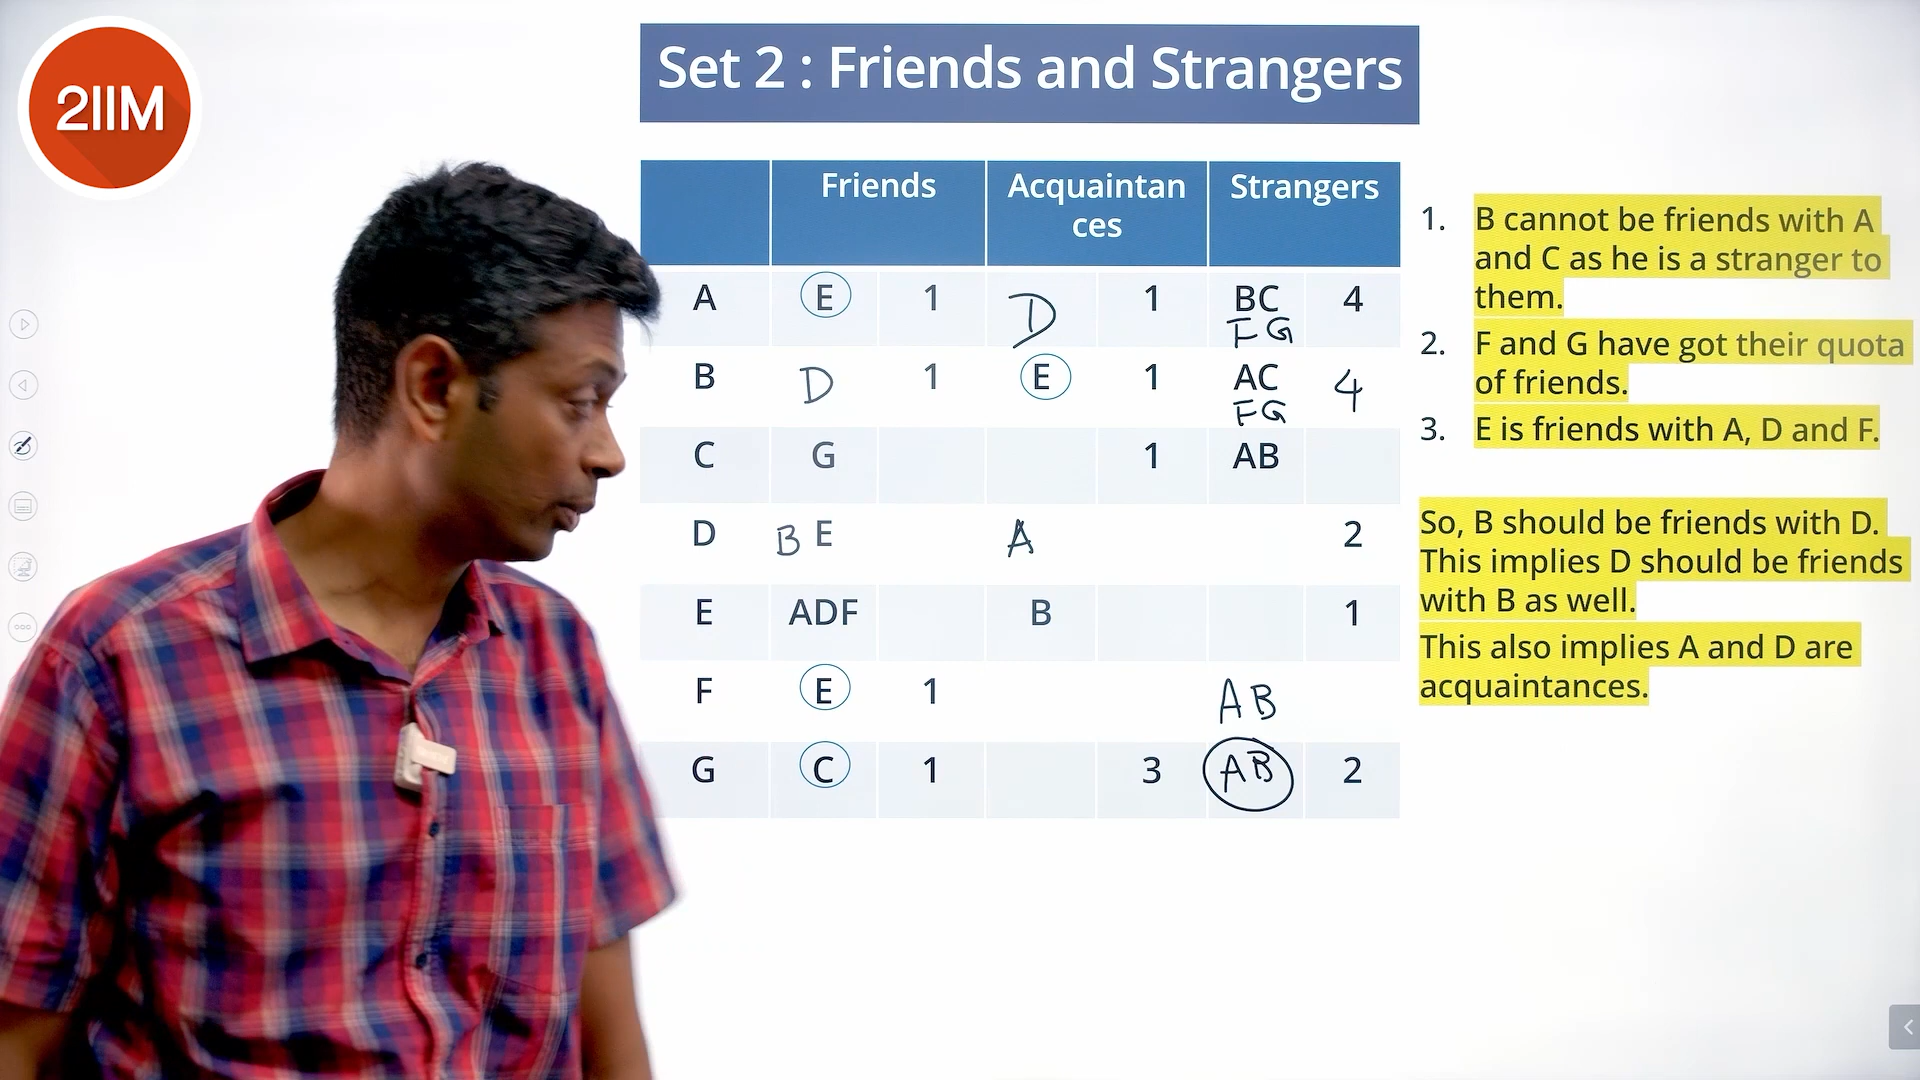 2IIM
Set 2 : Friends and Strangers
Friends Acquaintan Strangers
ces
A E 1 D 1 BC 4
FG
B D 1 E 1 AC 4
FG
C G 1 AB
D B E A 2
E ADF B 1
F E 1 AB
G C 1 3 AB 2
1. B cannot be friends with A
and C as he is a stranger to
them.
2. F and G have got their quota
of friends.
3. E is friends with A, D and F.
So, B should be friends with D.
This implies D should be friends
with B as well.
This also implies A and D are
acquaintances.